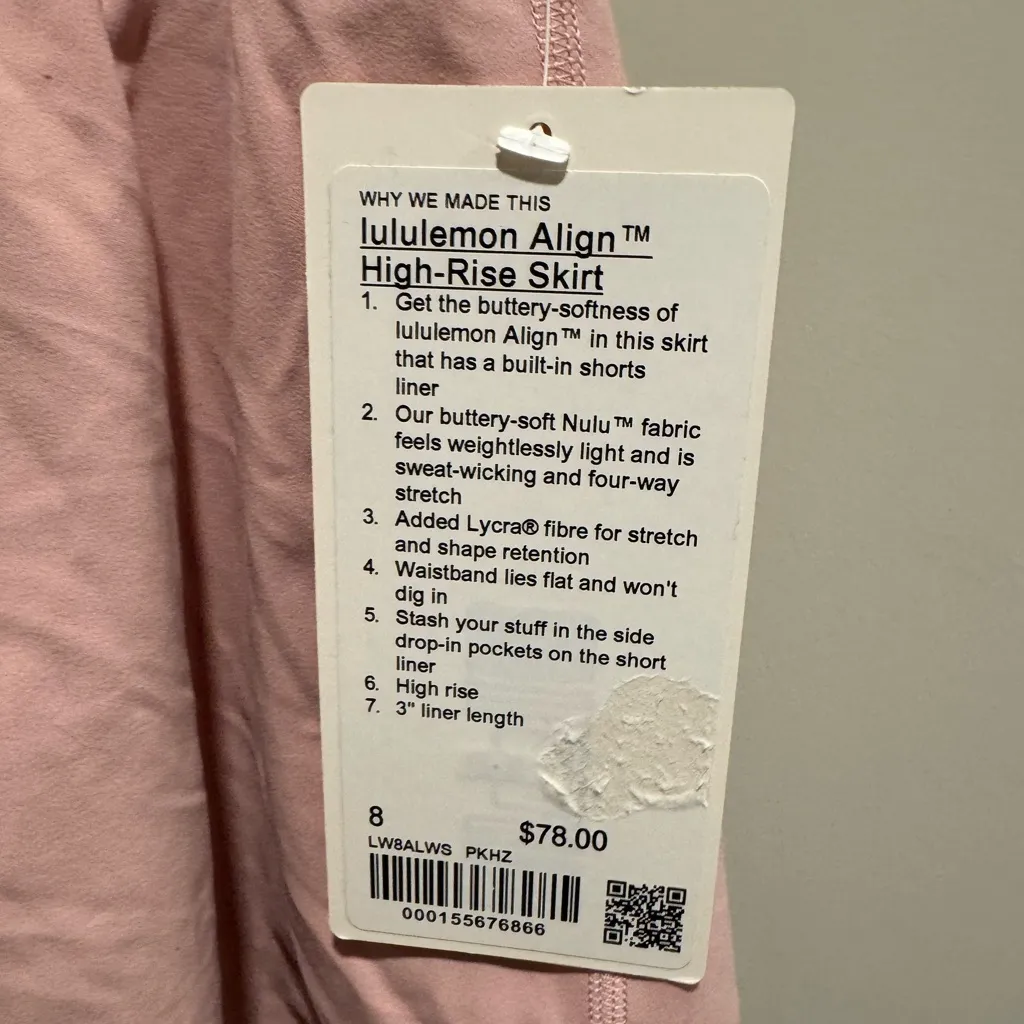 WHY WE MADE THIS
lululemon Align™
High-Rise Skirt
1. Get the buttery-softness of
lululemon Align™ in this skirt
that has a built-in shorts
liner
2. Our buttery-soft Nulu™ fabric
feels weightlessly light and is
sweat-wicking and four-way
stretch
3. Added Lycra® fibre for stretch
and shape retention
4. Waistband lies flat and won't
dig in
5. Stash your stuff in the side
drop-in pockets on the short
liner
6. High rise
7. 3" liner length
8 $78.00
LW8ALWS PKHZ
000155676866